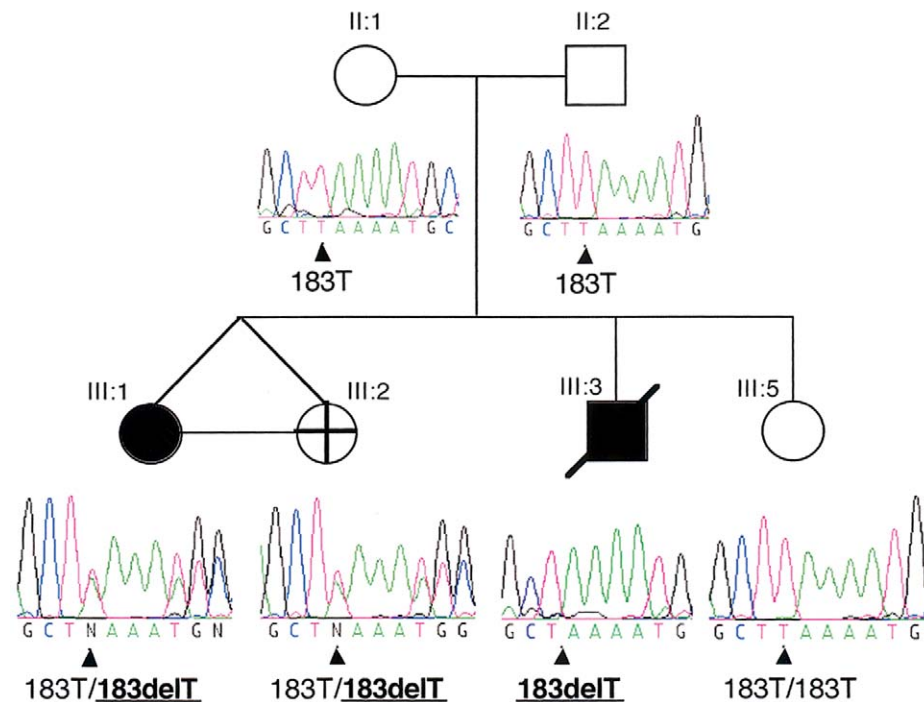 II:1 II:2
G C T T A A A A T G C G C T T A A A A T G
183T 183T
III:1 III:2 III:3 III:5
G C T N A A A T G N G C T N A A A T G G G C T A A A A T G G C T T A A A A T G
183T/183delT 183T/183delT 183delT 183T/183T